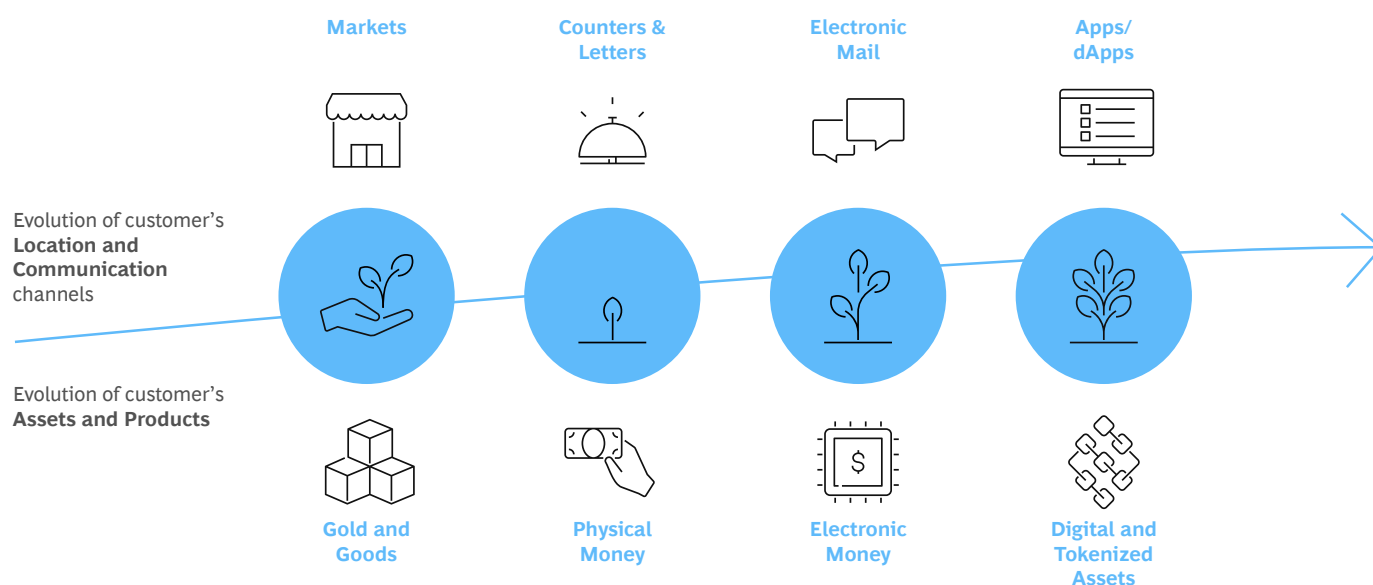 Markets
Counters &
Letters
Electronic
Mail
Apps/
dApps
Evolution of customer’s
Location and
Communication
channels
Evolution of customer’s
Assets and Products
$
Gold and
Goods
Physical
Money
Electronic
Money
Digital and
Tokenized
Assets